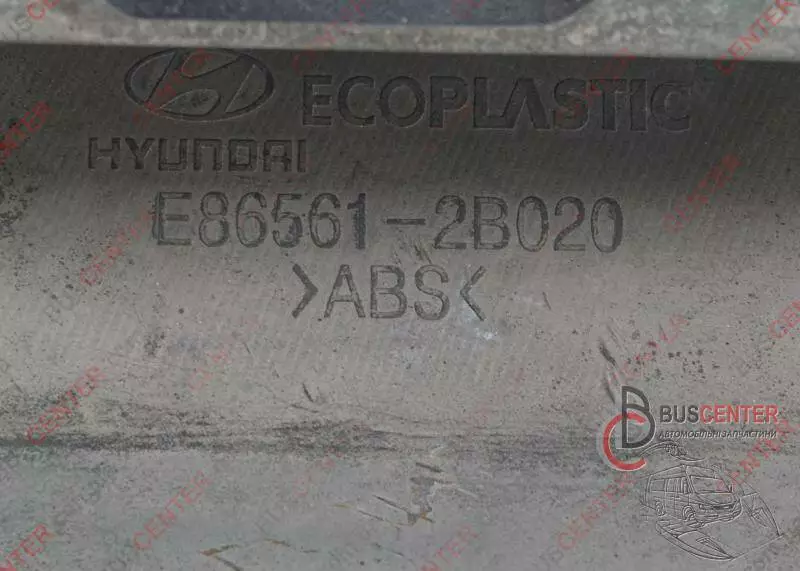 ECOPLASTIC
HYUNDAI
E86561-2B020
>ABS<
BUSCENTER
АВТОМОБІЛЬНІ ЗАПЧАСТИНИ